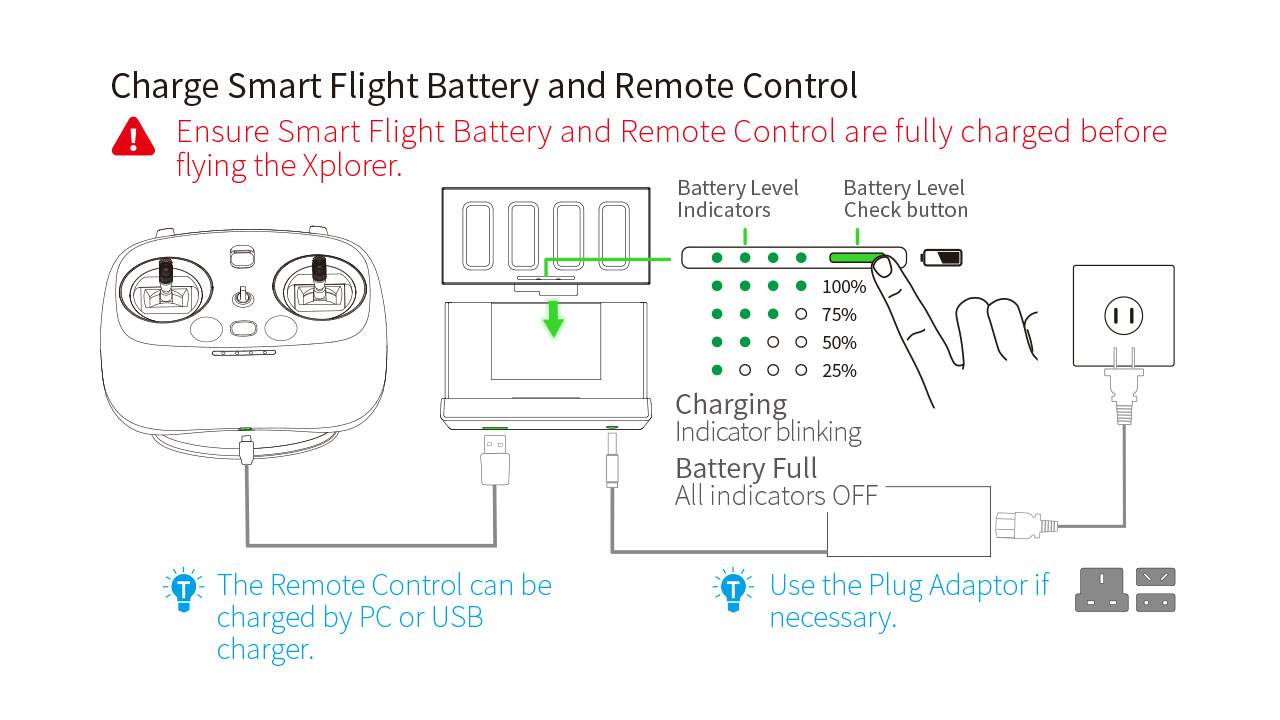 Charge Smart Flight Battery and Remote Control
Ensure Smart Flight Battery and Remote Control are fully charged before
flying the Xplorer.
Battery Level
Indicators
Battery Level
Check button
100%
75%
50%
25%
Charging
Indicator blinking
Battery Full
All indicators OFF
The Remote Control can be
charged by PC or USB
charger.
Use the Plug Adaptor if
necessary.